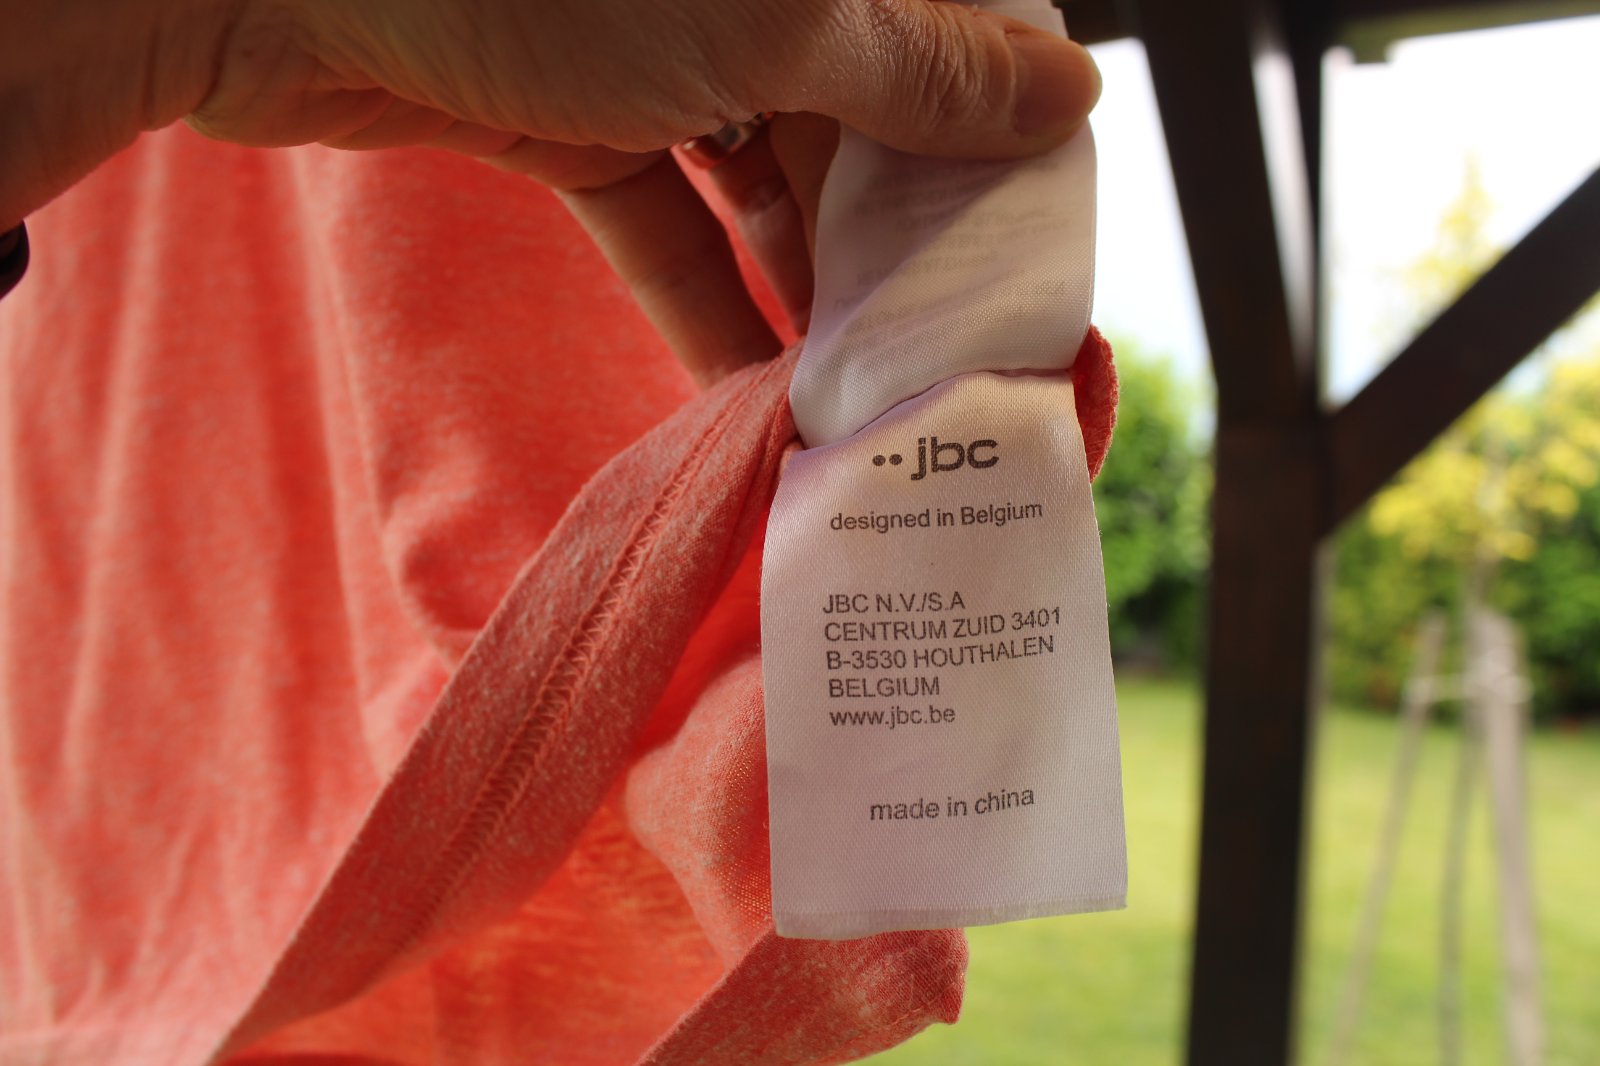 jbc
designed in Belgium
JBC N.V./S.A
CENTRUM ZUID 3401
B-3530 HOUTHALEN
BELGIUM
www.jbc.be
made in china